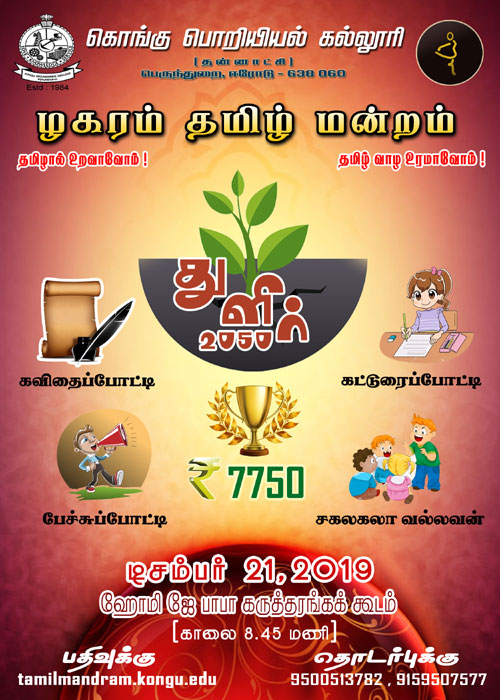 கொங்கு பொறியியல் கல்லூரி
[தன்னாட்சி]
பெருந்துறை, ஈரோடு - 638 060
Estd : 1984
ழகரம் தமிழ் மன்றம்
தமிழால் உறவாவோம் !
தமிழ் வாழ உரமாவோம் !
துளிர்
2050
கவிதைப்போட்டி
கட்டுரைப்போட்டி
₹ 7750
பேச்சுப்போட்டி
சகலகலா வல்லவன்
டிசம்பர் 21, 2019
ஹோமி ஜே பாபா கருத்தரங்கக் கூடம்
[காலை 8.45 மணி]
பதிவுக்கு
tamilmandram.kongu.edu
தொடர்புக்கு
9500513782 , 9159507577